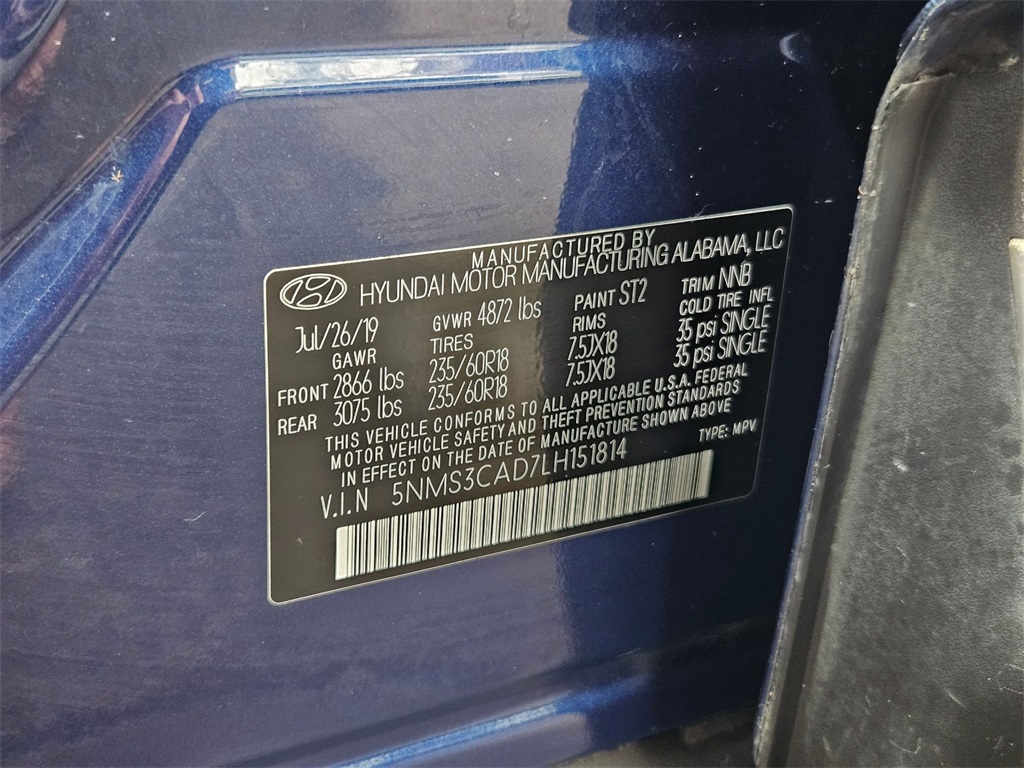 MANUFACTURED BY
HYUNDAI MOTOR MANUFACTURING ALABAMA, LLC
Jul/26/19 GVWR 4872 lbs PAINT ST2 TRIM NNB
GAWR TIRES RIMS COLD TIRE INFL
FRONT 2866 lbs 235/60R18 7.5JX18 35 psi SINGLE
REAR 3075 lbs 235/60R18 7.5JX18 35 psi SINGLE
THIS VEHICLE CONFORMS TO ALL APPLICABLE U.S.A. FEDERAL
MOTOR VEHICLE SAFETY AND THEFT PREVENTION STANDARDS
IN EFFECT ON THE DATE OF MANUFACTURE SHOWN ABOVE
TYPE: MPV
V.I.N 5NMS3CAD7LH151814